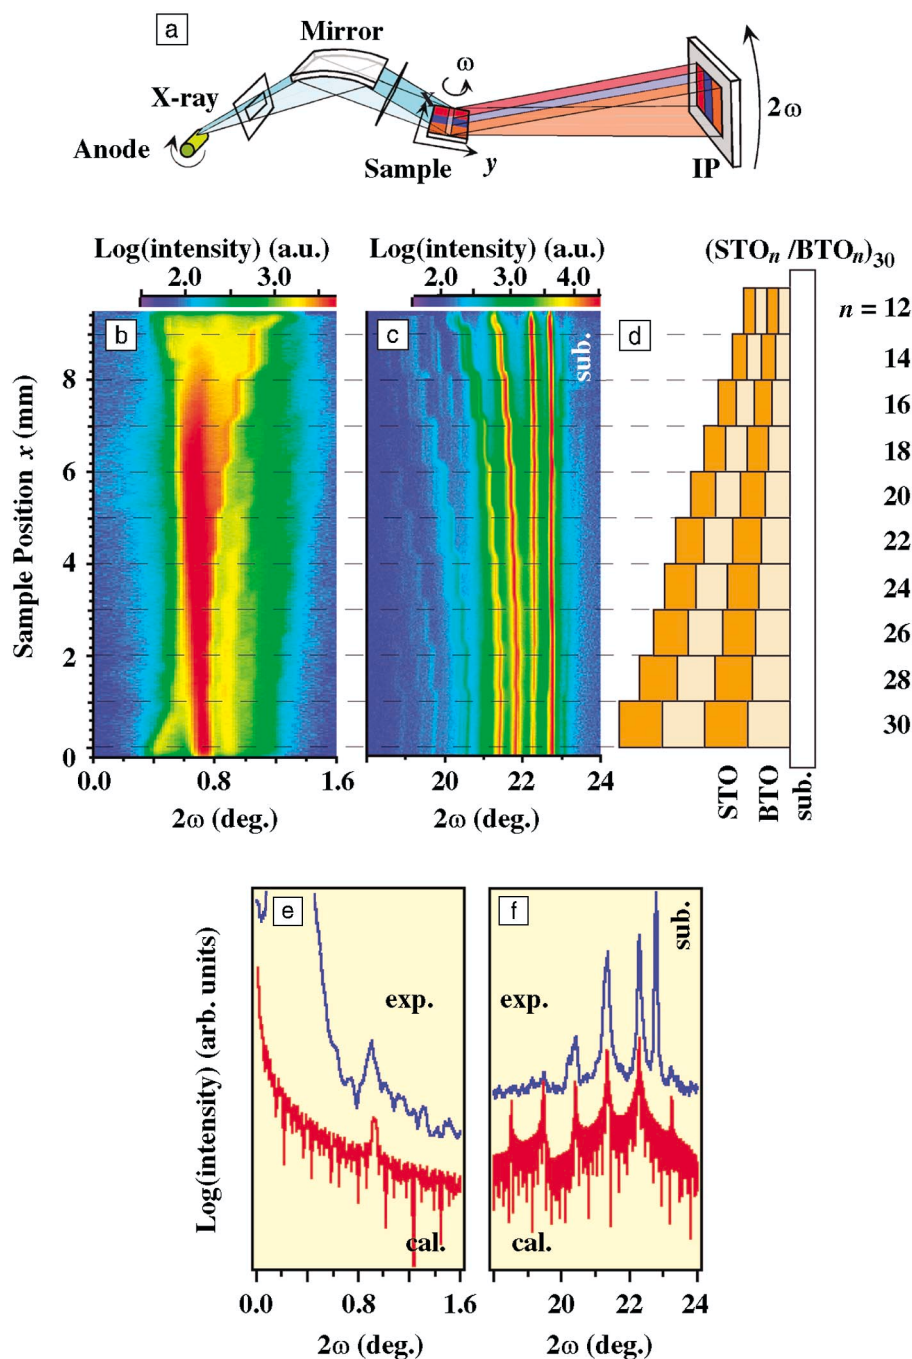 a
Mirror
ω
X-ray
x
2ω
Anode
Sample
y
IP
Log(intensity) (a.u.)
Log(intensity) (a.u.)
(STOn /BTOn)30
2.0 3.0
2.0 3.0 4.0
b
c
sub.
d
n = 12
14
16
18
20
22
24
26
28
30
Sample Position x (mm)
8
6
4
2
0
0.0 0.8 1.6
20 22 24
2ω (deg.)
2ω (deg.)
STO
BTO
sub.
e
f
sub.
Log(intensity) (arb. units)
exp.
exp.
cal.
cal.
0.0 0.8 1.6
20 22 24
2ω (deg.)
2ω (deg.)